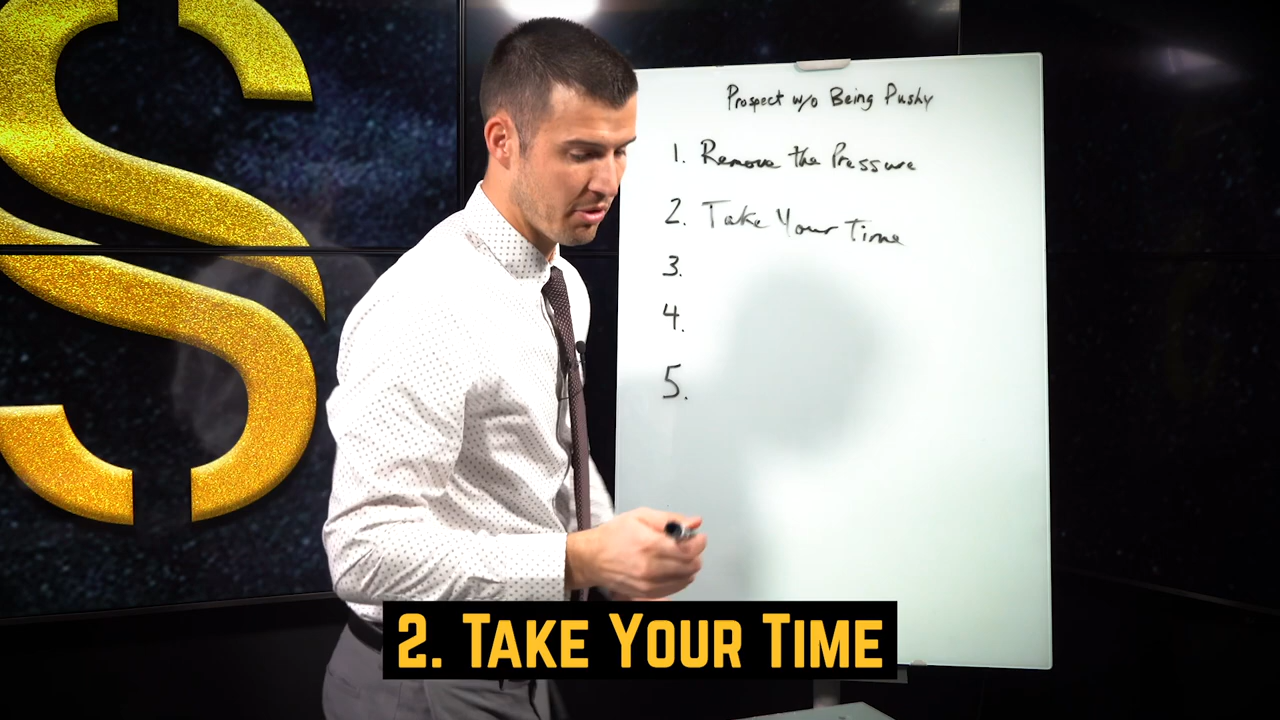 Prospect w/o Being Pushy
1. Remove the Pressure
2. Take Your Time
3.
4.
5.
2. TAKE YOUR TIME